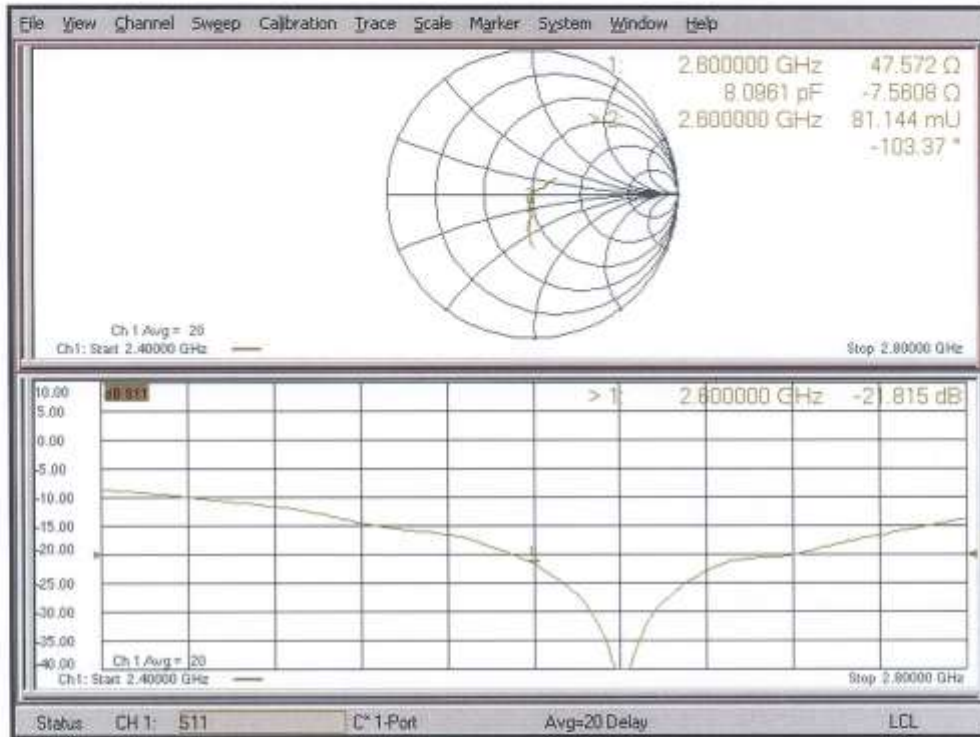 File View Channel Sweep Calibration Trace Scale Marker System Window Help
1: 2.600000 GHz 47.572 Ω
8.0961 pF -7.5608 Ω
> 2: 2.600000 GHz 81.144 mU
-103.37 °
Ch 1 Avg = 20
Ch1: Start 2.40000 GHz Stop 2.80000 GHz
10.00 dB S11 > 1: 2.600000 GHz -21.815 dB
5.00
0.00
-5.00
-10.00
-15.00
-20.00
1
-25.00
-30.00
-35.00
-40.00
Ch 1 Avg = 20
Ch1: Start 2.40000 GHz Stop 2.80000 GHz
Status CH 1: S11 C* 1-Port Avg=20 Delay LCL